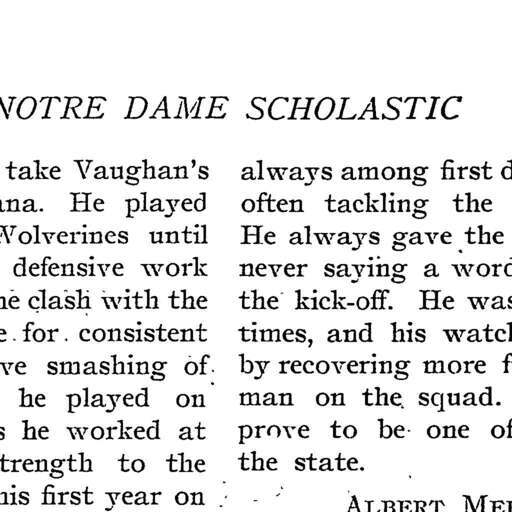 NOTRE DAME SCHOLASTIC
take Vaughan's
ana. He played
Wolverines until
defensive work
he clash with the
e for consistent
ve smashing of
he played on
s he worked at
trength to the
his first year on
always among first d
often tackling the
He always gave the
never saying a word
the kick-off. He was
times, and his watch
by recovering more f
man on the squad.
prove to be one of
the state.
ALBERT MER